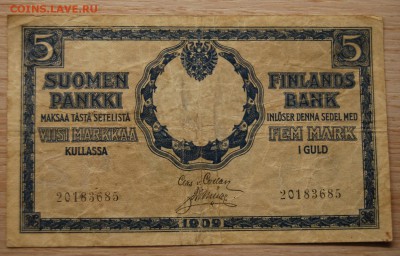 COINS.LAVE.RU
5 5
SUOMEN
PANKKI
MAKSAA TÄSTÄ SETELISTÄ
VIISI MARKKAA
KULLASSA
20183685
FINLANDS
BANK
INLÖSER DENNA SEDEL MED
FEM MARK
I GULD
20183685
1909